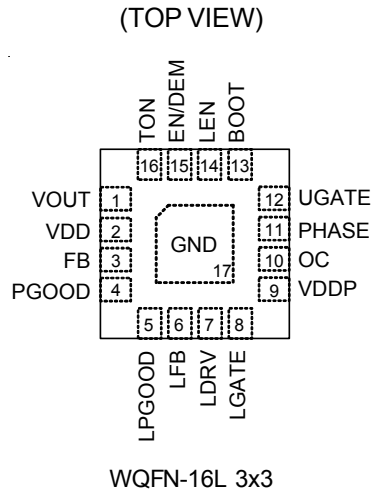 (TOP VIEW)
TON
EN/DEM
LEN
BOOT
16 15 14 13
VOUT 1
12 UGATE
VDD 2
11 PHASE
GND
FB 3
10 OC
17
PGOOD 4
9 VDDP
5 6 7 8
LPGOOD
LFB
LDRV
LGATE
WQFN-16L 3x3